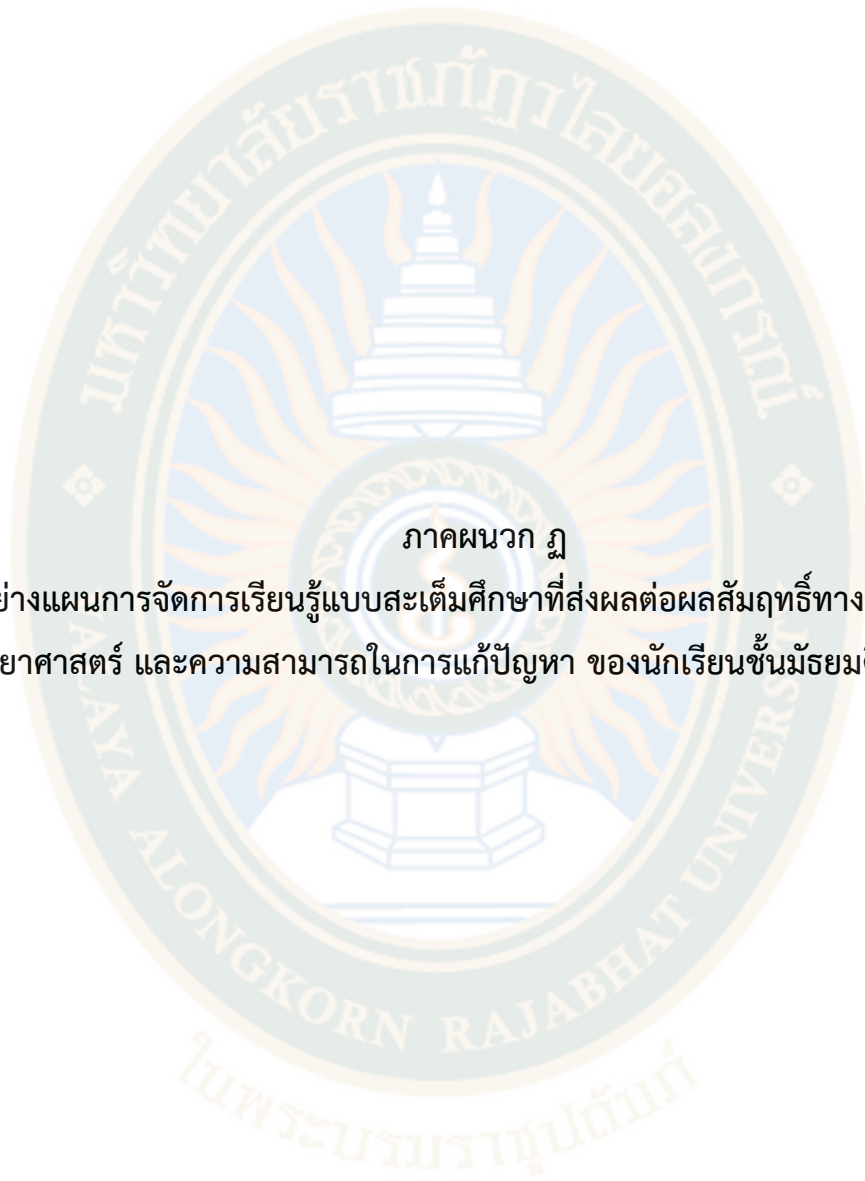 มหาวิทยาลัยราชภัฏวไลยอลงกรณ์
ภาคผนวก ฏ
ย่างแผนการจัดการเรียนรู้แบบสะเต็มศึกษาที่ส่งผลต่อผลสัมฤทธิ์ทาง
ยาศาสตร์ และความสามารถในการแก้ปัญหา ของนักเรียนชั้นมัธยม
ALAYA ALONGKORN RAJABHAT UNIVERSIT
ในพระบรมราชูปถัมภ์